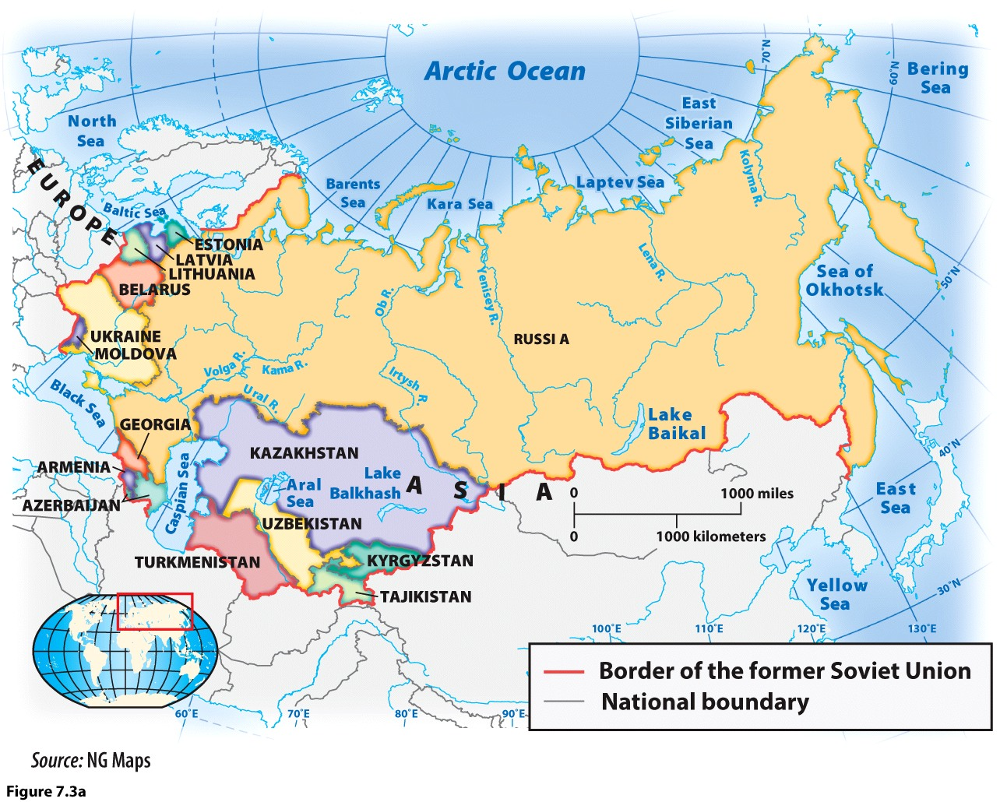 Arctic Ocean
70°N
60°N
Bering
Sea
North
Sea
East
Siberian
Sea
EUROPE
Barents
Sea
Kara Sea
Laptev Sea
Kolyma R.
Baltic Sea
ESTONIA
LATVIA
LITHUANIA
BELARUS
Ob R.
Yenisey R.
Lena R.
Sea of
Okhotsk
50°N
UKRAINE
MOLDOVA
RUSSI A
Volga R.
Kama R.
Irtysh R.
Ural R.
Black Sea
Lake
Baikal
GEORGIA
KAZAKHSTAN
40°N
ARMENIA
Caspian Sea
Aral
Sea
Lake
Balkhash
ASIA
0
1000 miles
East
Sea
AZERBAIJAN
UZBEKISTAN
0
1000 kilometers
TURKMENISTAN
KYRGYZSTAN
TAJIKISTAN
Yellow
Sea
30°N
100°E
110°E
120°E
130°E
Border of the former Soviet Union
National boundary
60°E
70°E
80°E
90°E
Source: NG Maps
Figure 7.3a